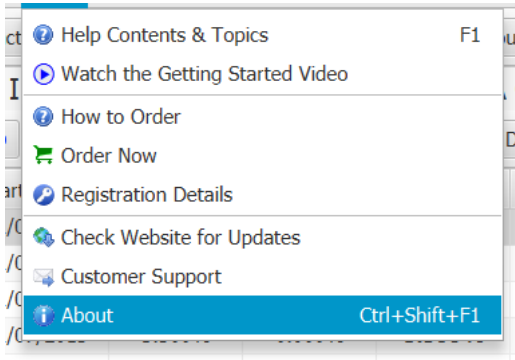 Help Contents & Topics F1
Watch the Getting Started Video
How to Order
Order Now
Registration Details
Check Website for Updates
Customer Support
About Ctrl+Shift+F1